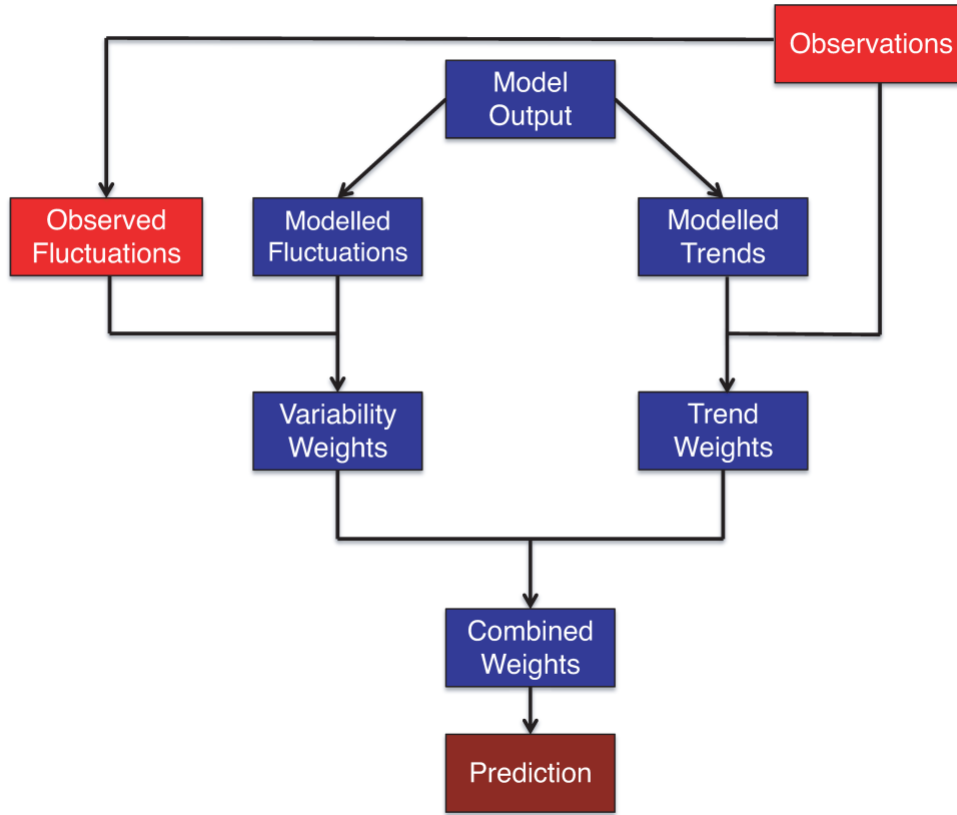 Observations
Model
Output
Observed
Fluctuations
Modelled
Fluctuations
Modelled
Trends
Variability
Weights
Trend
Weights
Combined
Weights
Prediction